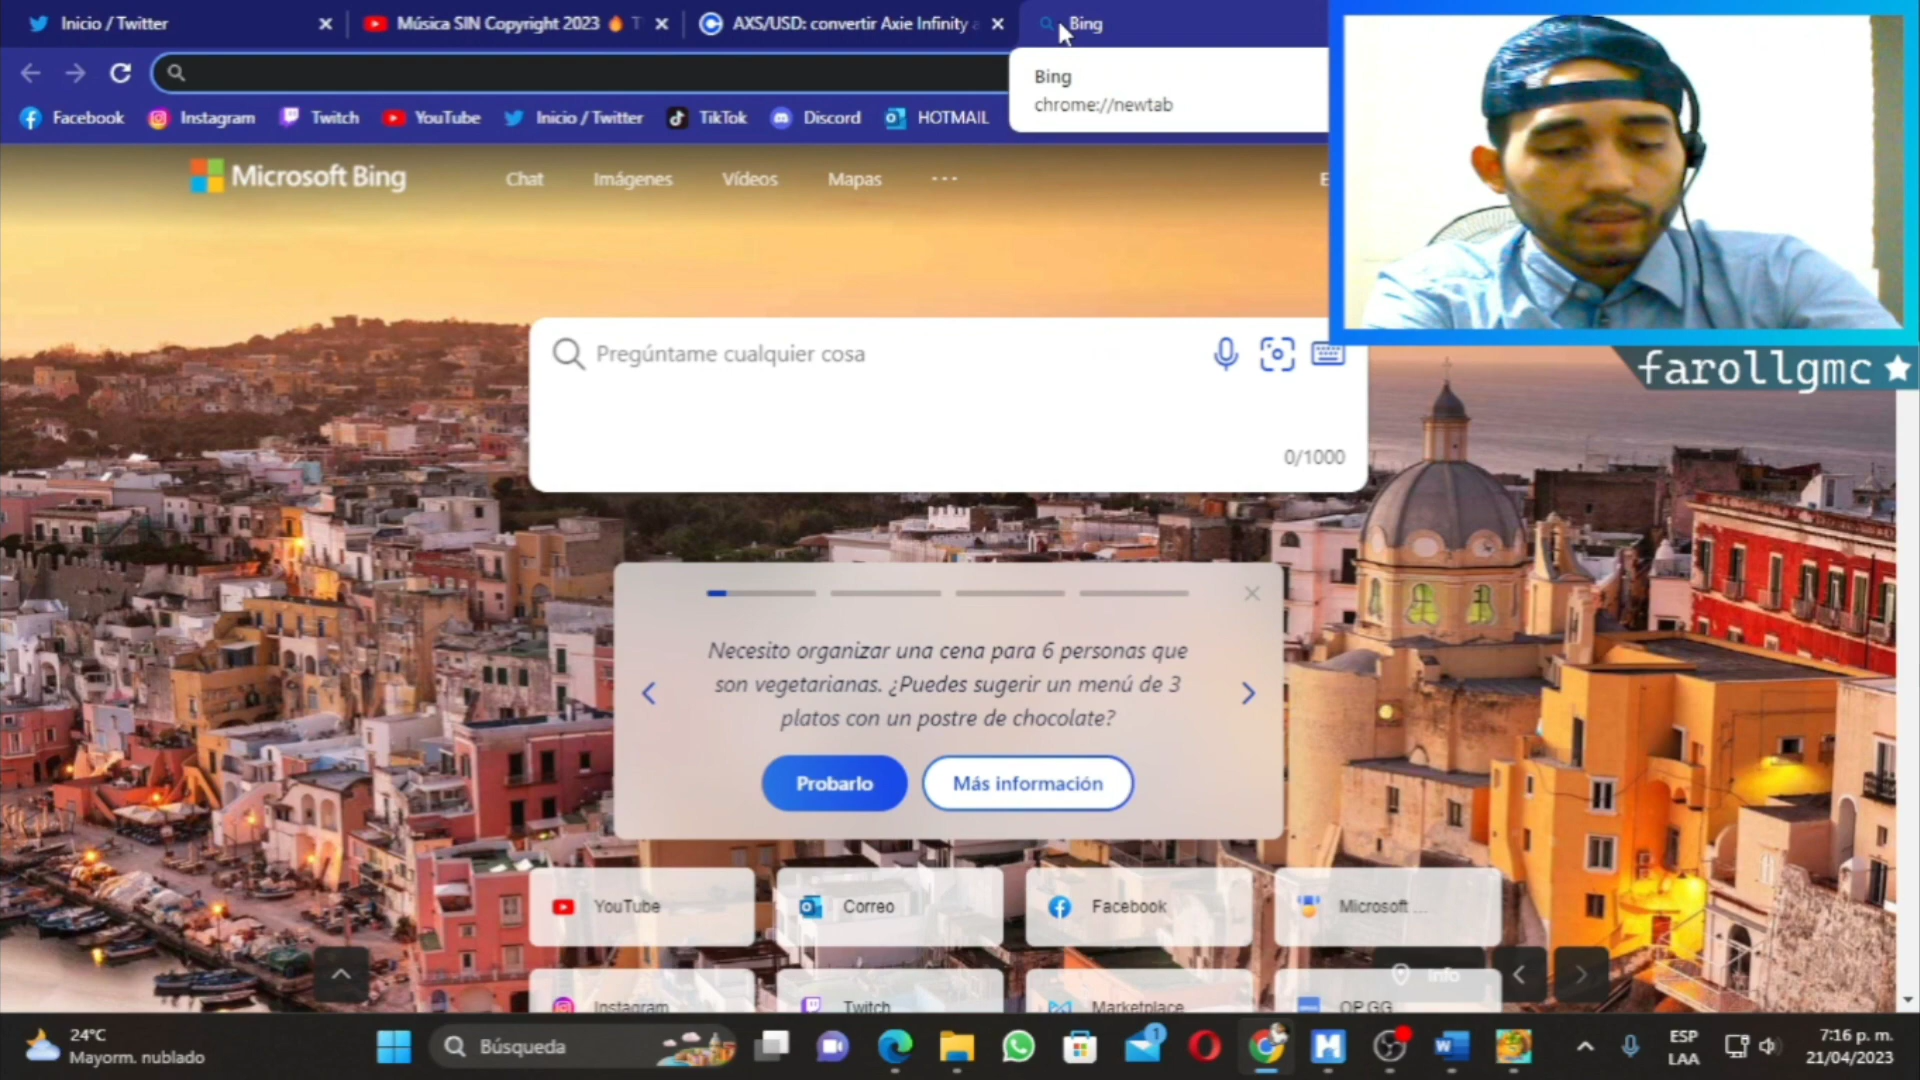 Inicio / Twitter
Música SIN Copyright 2023
AXS/USD: convertir Axie Infinity
Bing
Bing
chrome://newtab
Facebook
Instagram
Twitch
YouTube
Inicio / Twitter
TikTok
Discord
HOTMAIL
Microsoft Bing
Chat
Imágenes
Vídeos
Mapas
farollgmc
Pregúntame cualquier cosa
0/1000
Necesito organizar una cena para 6 personas que
son vegetarianas. ¿Puedes sugerir un menú de 3
platos con un postre de chocolate?
Probarlo
Más información
YouTube
Correo
Facebook
Microsoft ...
Info
Instagram
Twitch
Marketplace
OP.GG
24°C
Mayorm. nublado
Búsqueda
1
ESP
LAA
7:16 p. m.
21/04/2023